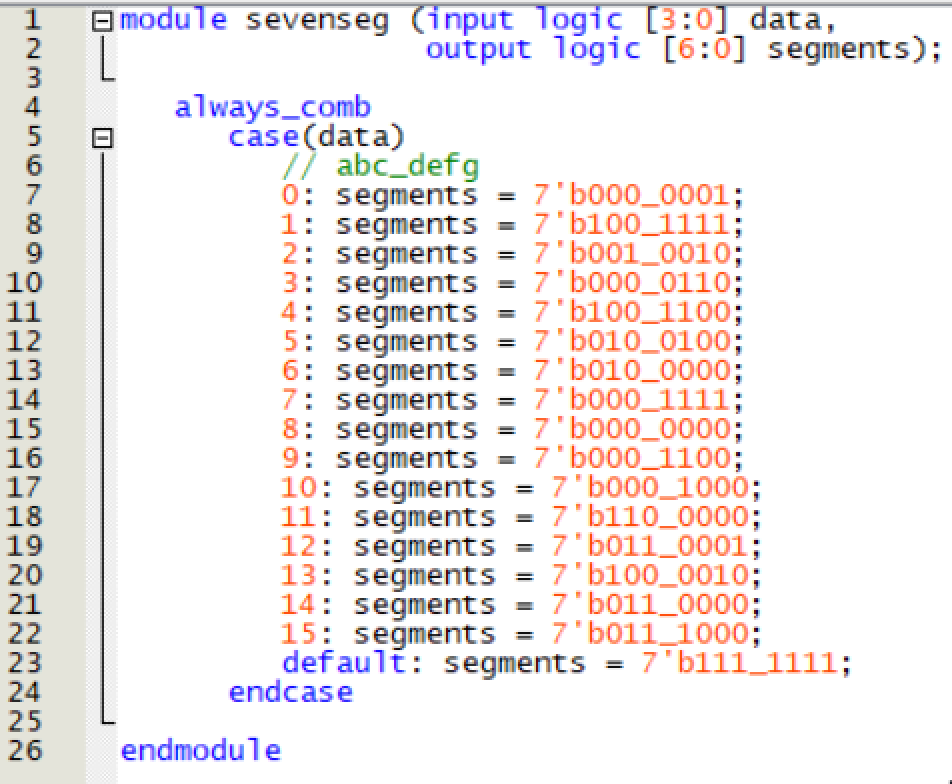 1 module sevenseg (input logic [3:0] data,
2 output logic [6:0] segments);
3
4 always_comb
5 case(data)
6 // abc_defg
7 0: segments = 7'b000_0001;
8 1: segments = 7'b100_1111;
9 2: segments = 7'b001_0010;
10 3: segments = 7'b000_0110;
11 4: segments = 7'b100_1100;
12 5: segments = 7'b010_0100;
13 6: segments = 7'b010_0000;
14 7: segments = 7'b000_1111;
15 8: segments = 7'b000_0000;
16 9: segments = 7'b000_1100;
17 10: segments = 7'b000_1000;
18 11: segments = 7'b110_0000;
19 12: segments = 7'b011_0001;
20 13: segments = 7'b100_0010;
21 14: segments = 7'b011_0000;
22 15: segments = 7'b011_1000;
23 default: segments = 7'b111_1111;
24 endcase
25
26 endmodule